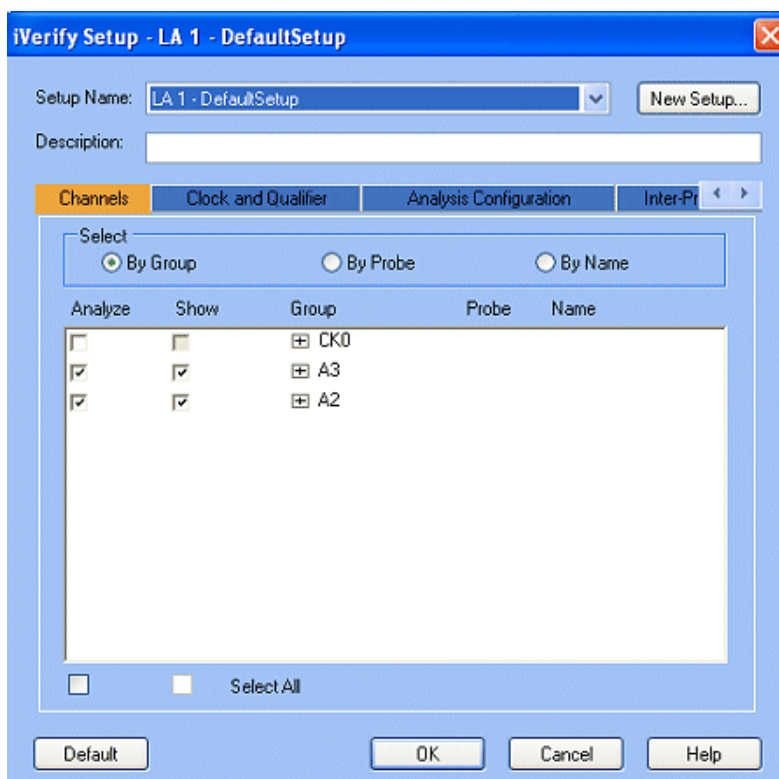 iVerify Setup - LA 1 - DefaultSetup
Setup Name: LA 1 - DefaultSetup New Setup...
Description:
Channels Clock and Qualifier Analysis Configuration Inter-Pr
Select
By Group By Probe By Name
Analyze Show Group Probe Name
CK0
A3
A2
Select All
Default OK Cancel Help